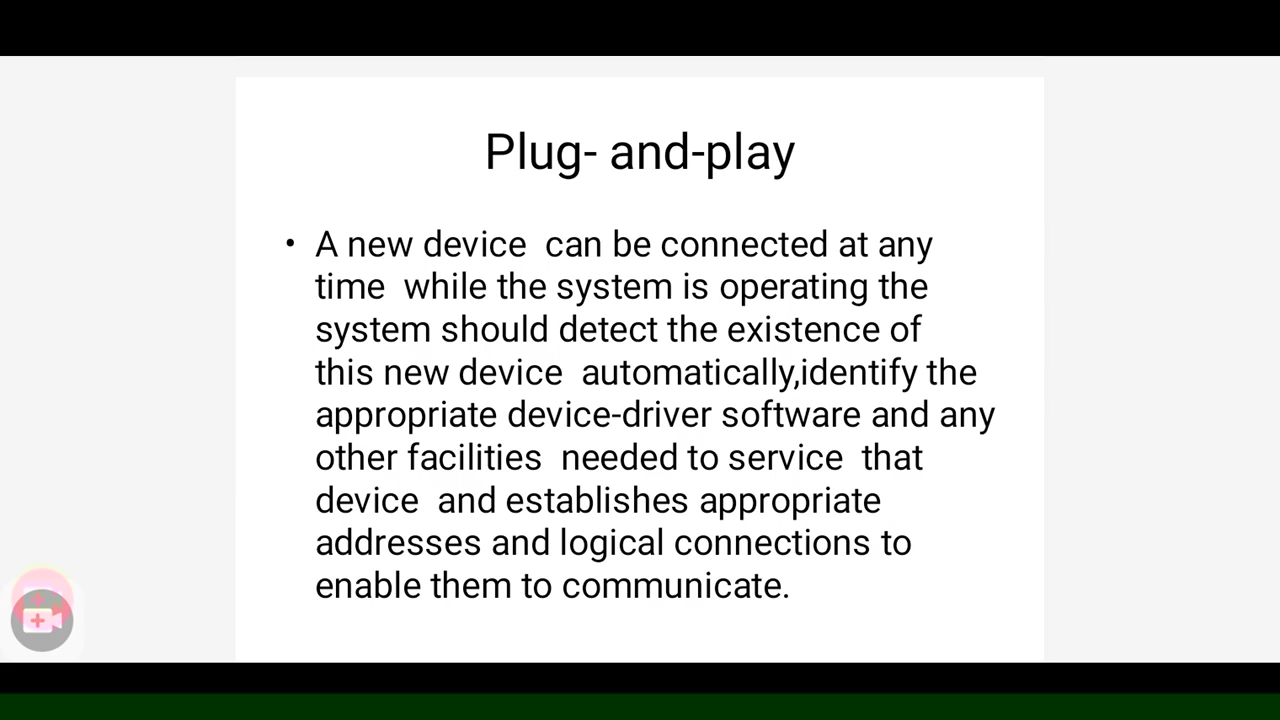 Plug- and-play
• A new device  can be connected at any
time  while the system is operating the
system should detect the existence of
this new device  automatically,identify the
appropriate device-driver software and any
other facilities  needed to service  that
device  and establishes appropriate
addresses and logical connections to
enable them to communicate.